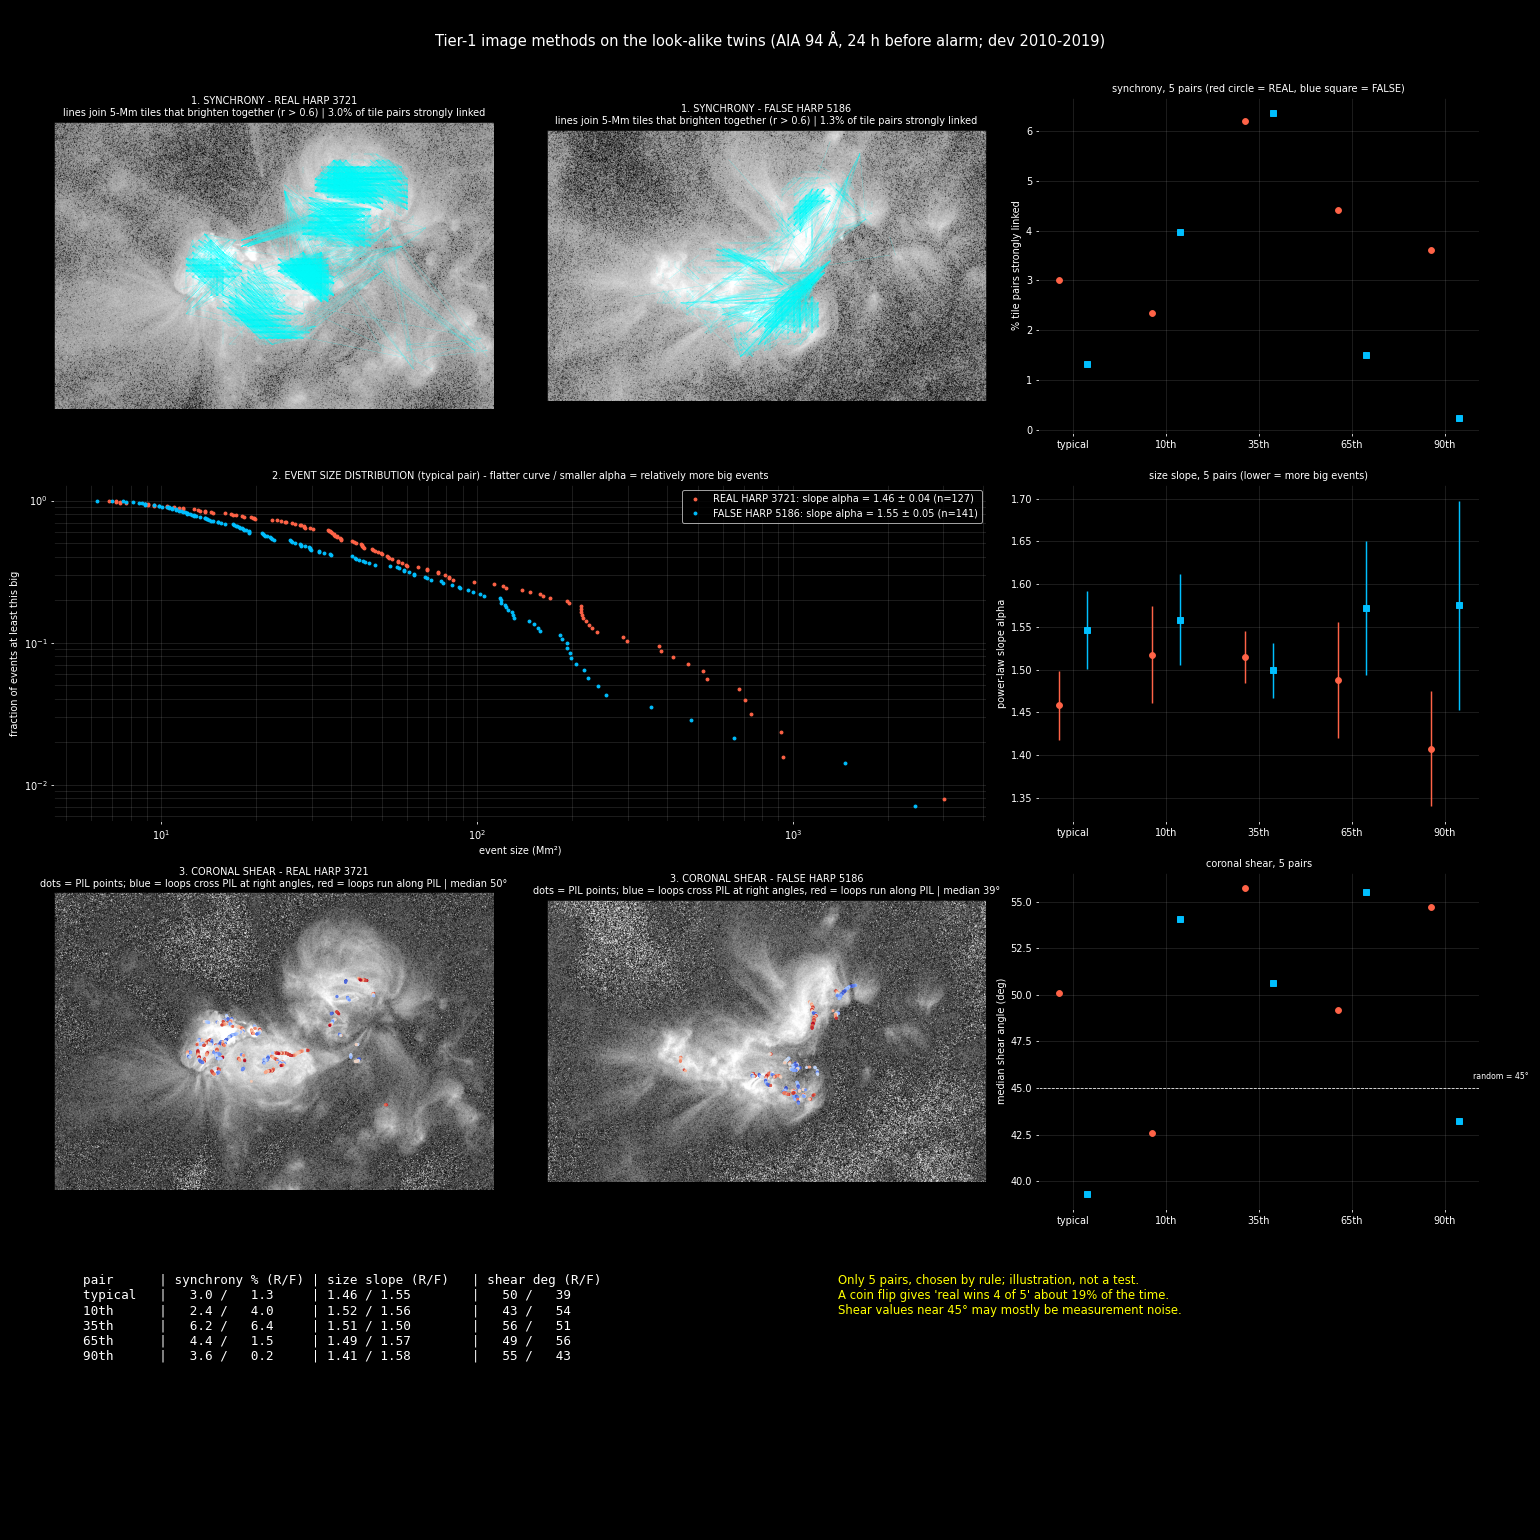 Tier-1 image methods on the look-alike twins (AIA 94 Å, 24 h before alarm; dev 2010-2019)
1. SYNCHRONY - REAL HARP 3721
lines join 5-Mm tiles that brighten together (r > 0.6) | 3.0% of tile pairs strongly linked
1. SYNCHRONY - FALSE HARP 5186
lines join 5-Mm tiles that brighten together (r > 0.6) | 1.3% of tile pairs strongly linked
synchrony, 5 pairs (red circle = REAL, blue square = FALSE)
% tile pairs strongly linked
6
5
4
3
2
1
0
typical 10th 35th 65th 90th
2. EVENT SIZE DISTRIBUTION (typical pair) - flatter curve / smaller alpha = relatively more big events
REAL HARP 3721: slope alpha = 1.46 ± 0.04 (n=127)
FALSE HARP 5186: slope alpha = 1.55 ± 0.05 (n=141)
fraction of events at least this big
10⁰
10⁻¹
10⁻²
10¹ 10² 10³
event size (Mm²)
size slope, 5 pairs (lower = more big events)
power-law slope alpha
1.70
1.65
1.60
1.55
1.50
1.45
1.40
1.35
typical 10th 35th 65th 90th
3. CORONAL SHEAR - REAL HARP 3721
dots = PIL points; blue = loops cross PIL at right angles, red = loops run along PIL | median 50°
3. CORONAL SHEAR - FALSE HARP 5186
dots = PIL points; blue = loops cross PIL at right angles, red = loops run along PIL | median 39°
coronal shear, 5 pairs
median shear angle (deg)
55.0
52.5
50.0
47.5
45.0
42.5
40.0
random = 45°
typical 10th 35th 65th 90th
pair | synchrony % (R/F) | size slope (R/F) | shear deg (R/F)
typical | 3.0 / 1.3 | 1.46 / 1.55 | 50 / 39
10th | 2.4 / 4.0 | 1.52 / 1.56 | 43 / 54
35th | 6.2 / 6.4 | 1.51 / 1.50 | 56 / 51
65th | 4.4 / 1.5 | 1.49 / 1.57 | 49 / 56
90th | 3.6 / 0.2 | 1.41 / 1.58 | 55 / 43
Only 5 pairs, chosen by rule; illustration, not a test.
A coin flip gives 'real wins 4 of 5' about 19% of the time.
Shear values near 45° may mostly be measurement noise.